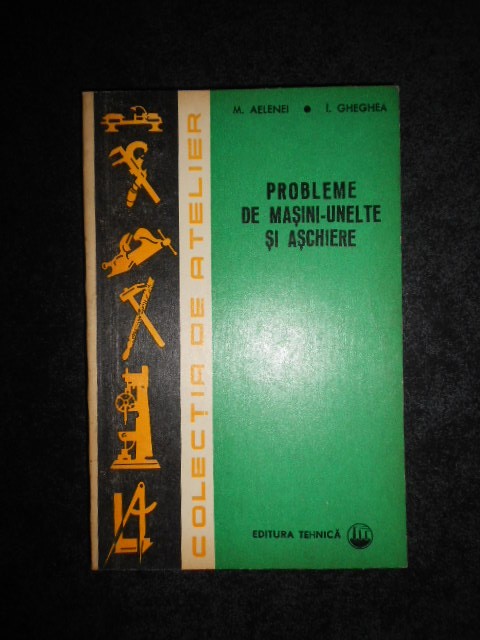 M. AELENEI • I. GHEGHEA
PROBLEME
DE MAȘINI-UNELTE
ȘI AȘCHIERE
COLECȚIA DE ATELIER
EDITURA TEHNICĂ